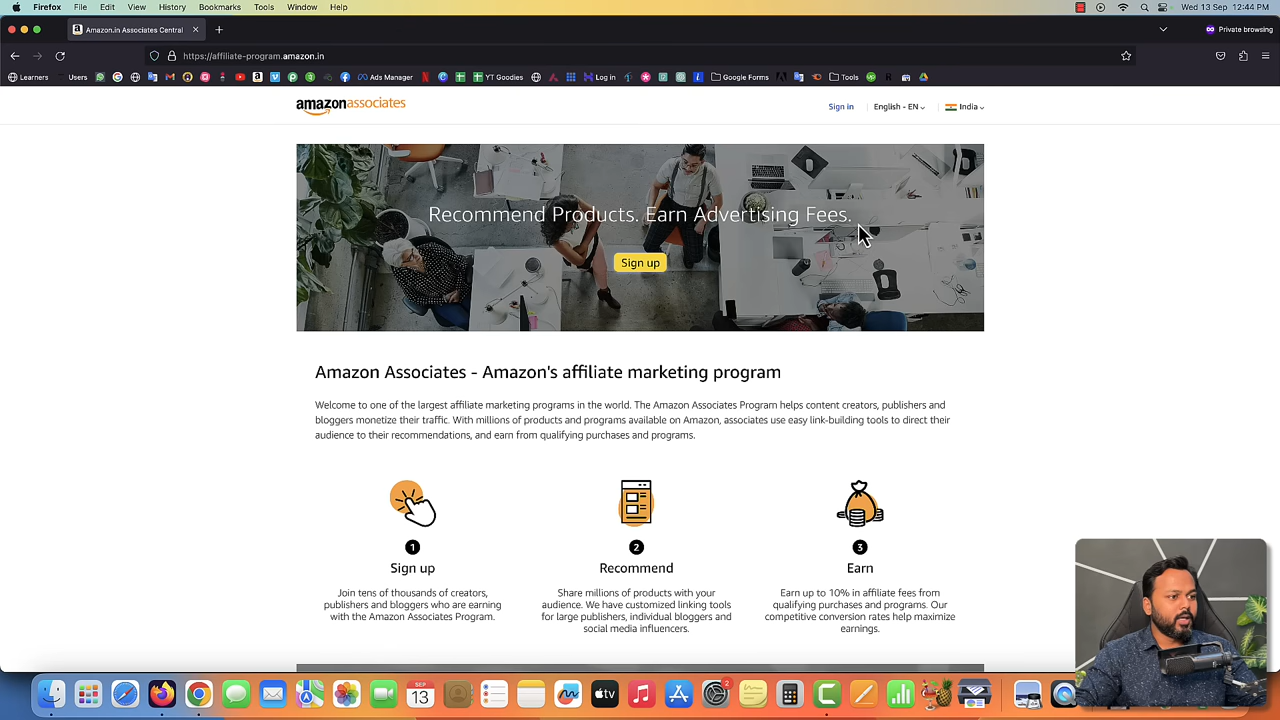 Firefox File Edit View History Bookmarks Tools Window Help Wed 13 Sep 12:44 PM
Amazon.in Associates Central Private browsing
https://affiliate-program.amazon.in
Learners Users Ads Manager YT Goodies Log in Google Forms Tools
amazonassociates Sign in English - EN India
Recommend Products. Earn Advertising Fees.
Sign up
Amazon Associates - Amazon's affiliate marketing program
Welcome to one of the largest affiliate marketing programs in the world. The Amazon Associates Program helps content creators, publishers and
bloggers monetize their traffic. With millions of products and programs available on Amazon, associates use easy link-building tools to direct their
audience to their recommendations, and earn from qualifying purchases and programs.
1
Sign up
Join tens of thousands of creators,
publishers and bloggers who are earning
with the Amazon Associates Program.
2
Recommend
Share millions of products with your
audience. We have customized linking tools
for large publishers, individual bloggers and
social media influencers.
3
Earn
Earn up to 10% in affiliate fees from
qualifying purchases and programs. Our
competitive conversion rates help maximize
earnings.
SEP
13
tv
2